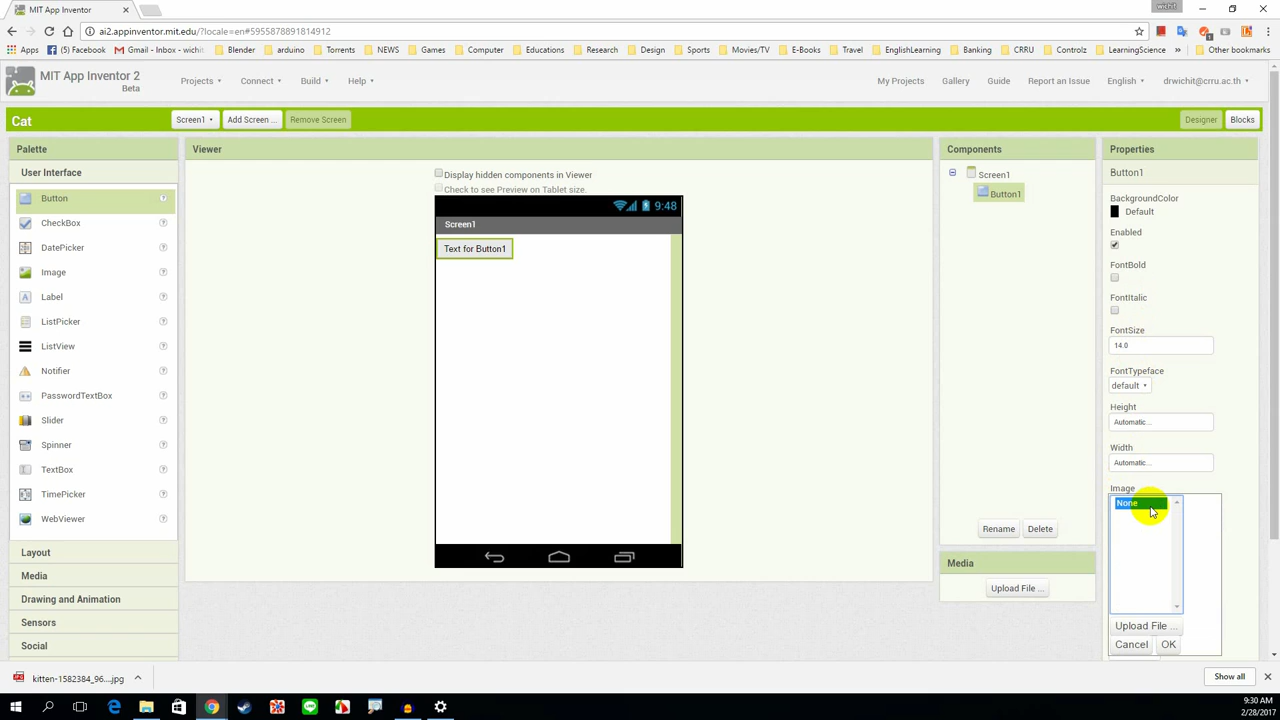 wichit
MIT App Inventor 2
ai2.appinventor.mit.edu/?locale=en#5955878891814912
Apps (5) Facebook Gmail - Inbox - wichi Blender arduino Torrents NEWS Games Computer Educations Research Design Sports Movies/TV E-Books Travel EnglishLearning Banking CRRU Controlz LearningScience » Other bookmarks
MIT App Inventor 2
Beta
Projects Connect Build Help My Projects Gallery Guide Report an Issue English drwichit@crru.ac.th
Cat Screen1 Add Screen ... Remove Screen Designer Blocks
Palette Viewer Components Properties
User Interface
Button
CheckBox
DatePicker
Image
Label
ListPicker
ListView
Notifier
PasswordTextBox
Slider
Spinner
TextBox
TimePicker
WebViewer
Layout
Media
Drawing and Animation
Sensors
Social
Display hidden components in Viewer
Check to see Preview on Tablet size.
9:48
Screen1
Text for Button1
Screen1
Button1
Rename Delete
Media
Upload File ...
Button1
BackgroundColor
Default
Enabled
FontBold
FontItalic
FontSize
14.0
FontTypeface
default
Height
Automatic...
Width
Automatic...
Image
None
Upload File ...
Cancel OK
kitten-1582384_96....jpg
Show all
9:30 AM
2/28/2017